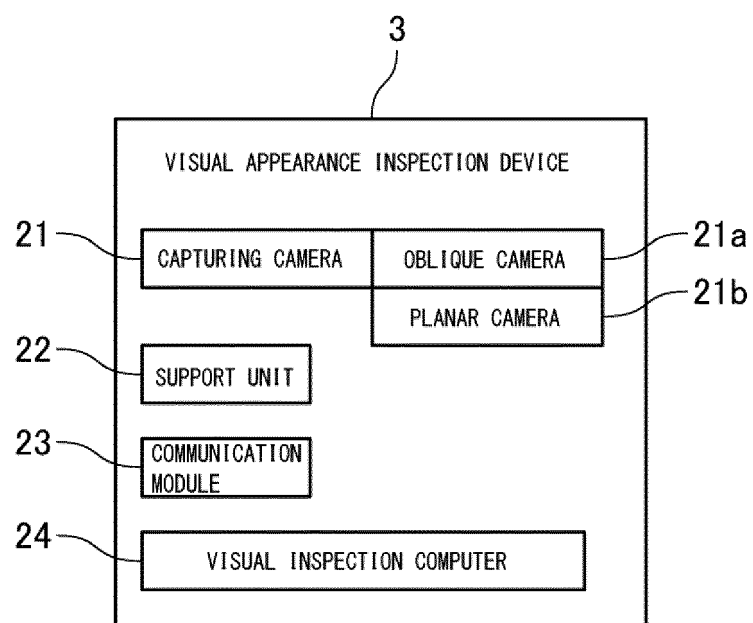 3
VISUAL APPEARANCE INSPECTION DEVICE
21 CAPTURING CAMERA OBLIQUE CAMERA 21a
PLANAR CAMERA 21b
22 SUPPORT UNIT
23 COMMUNICATION
MODULE
24 VISUAL INSPECTION COMPUTER